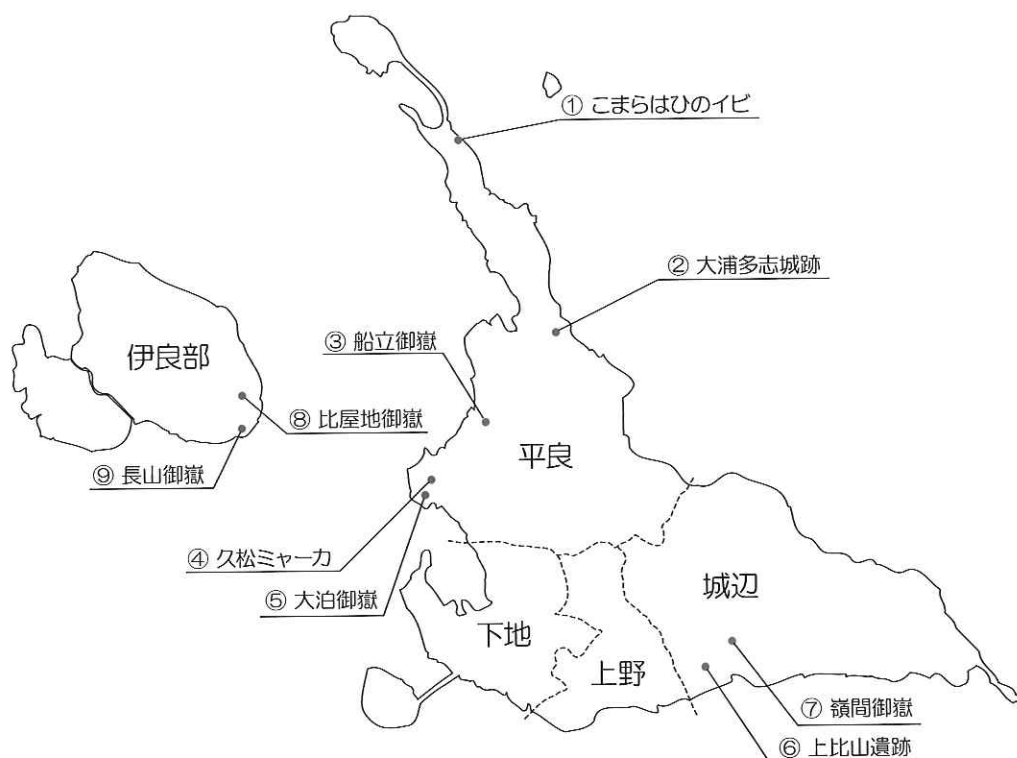 ① こまらはひのイビ
② 大浦多志城跡
③ 船立御嶽
伊良部
⑧ 比屋地御嶽
平良
⑨ 長山御嶽
④ 久松ミャーカ
⑤ 大泊御嶽
城辺
下地
上野
⑦ 嶺間御嶽
⑥ 上比山遺跡